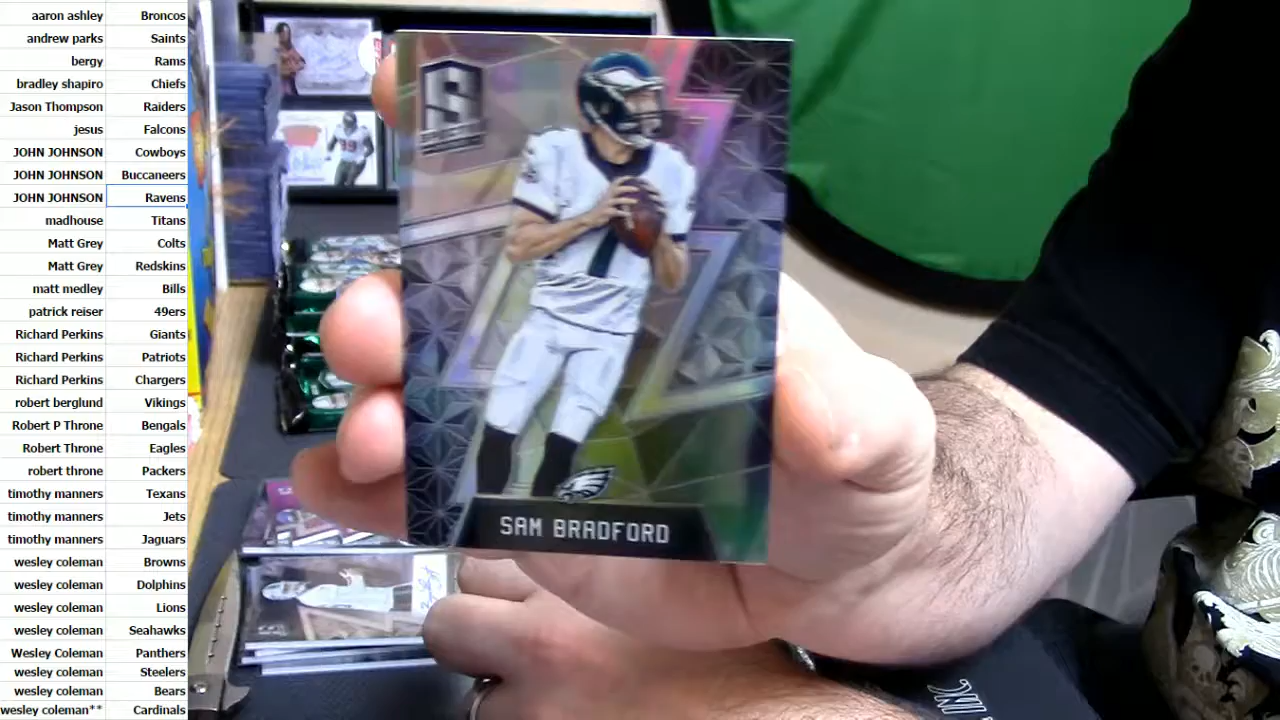 aaron ashley Broncos
andrew parks Saints
bergy Rams
bradley shapiro Chiefs
Jason Thompson Raiders
jesus Falcons
JOHN JOHNSON Cowboys
JOHN JOHNSON Buccaneers
JOHN JOHNSON Ravens
madhouse Titans
Matt Grey Colts
Matt Grey Redskins
matt medley Bills
patrick reiser 49ers
Richard Perkins Giants
Richard Perkins Patriots
Richard Perkins Chargers
robert berglund Vikings
Robert P Throne Bengals
Robert Throne Eagles
robert throne Packers
timothy manners Texans
timothy manners Jets
timothy manners Jaguars
wesley coleman Browns
wesley coleman Dolphins
wesley coleman Lions
wesley coleman Seahawks
Wesley Coleman Panthers
wesley coleman Steelers
wesley coleman Bears
wesley coleman** Cardinals
S
7
SAM BRADFORD
99